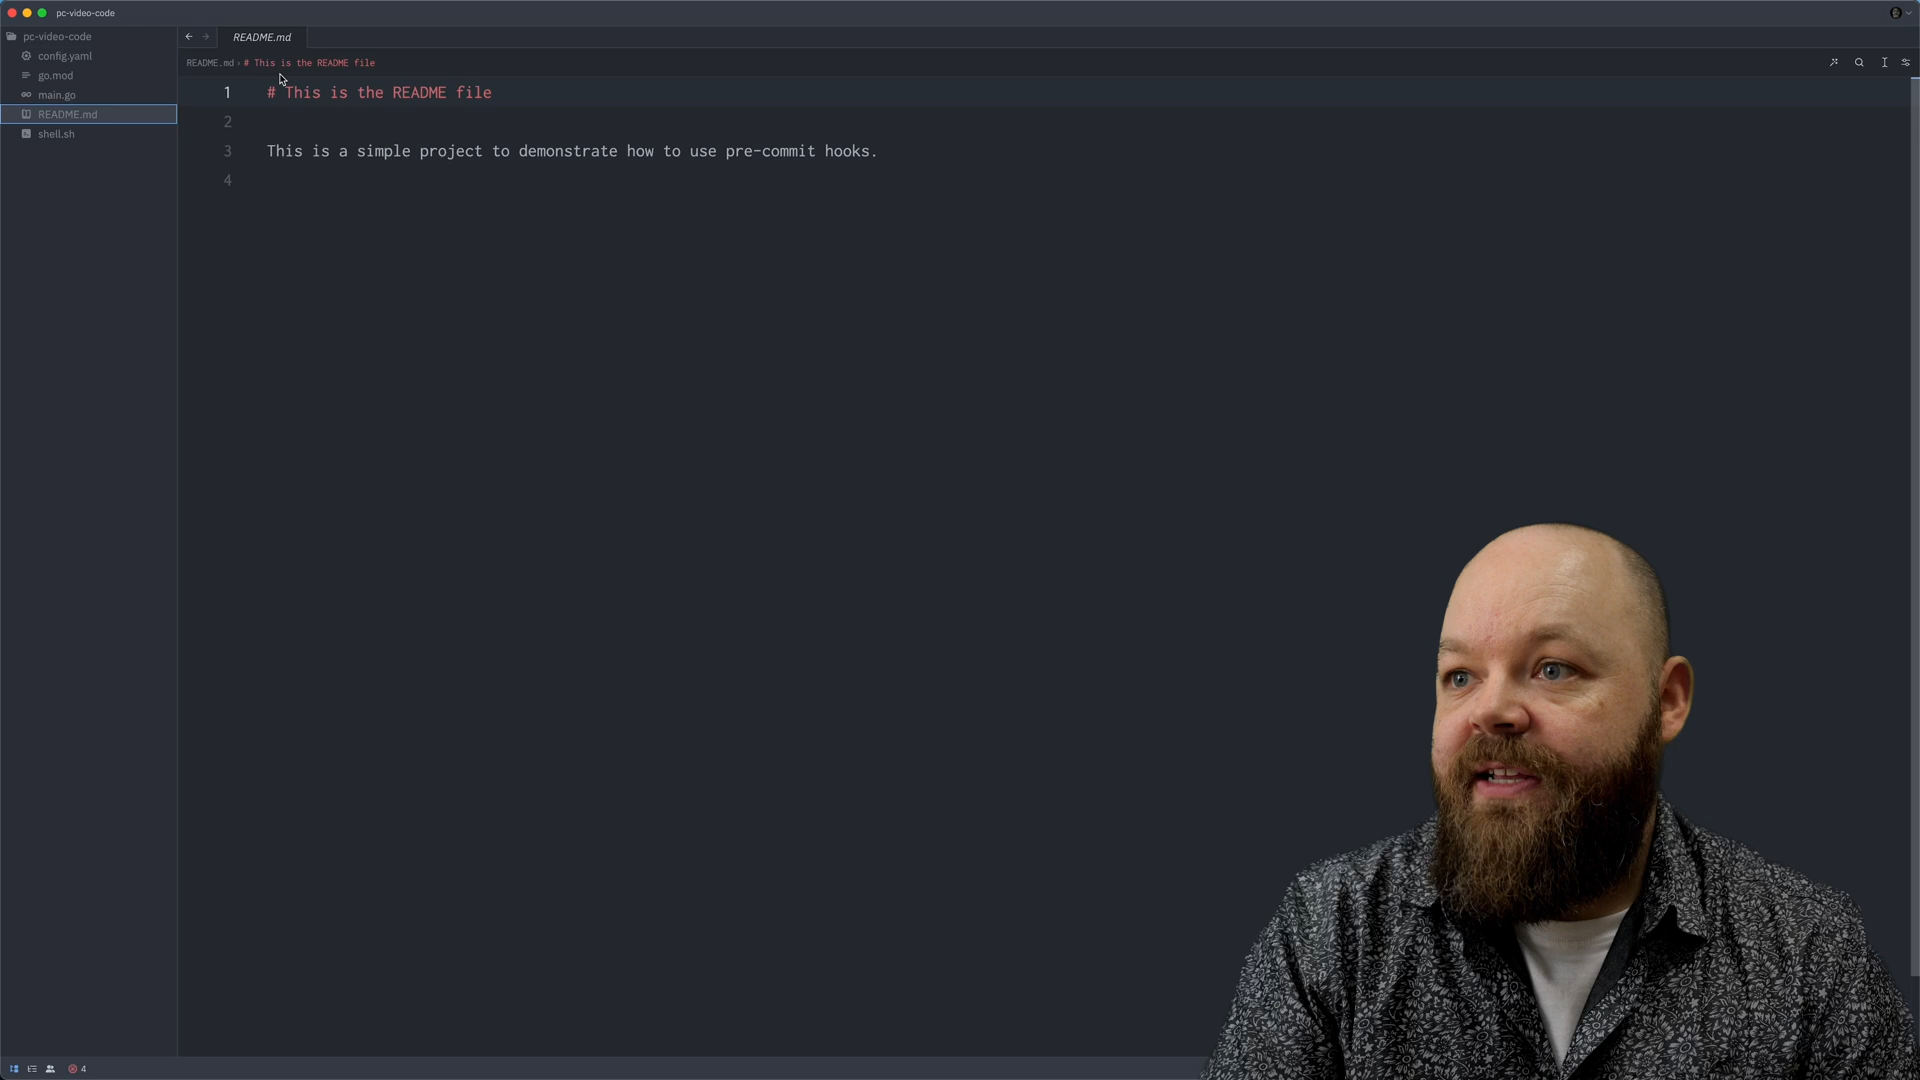 pc-video-code
pc-video-code
config.yaml
go.mod
main.go
README.md
shell.sh
README.md
README.md › # This is the README file
1 # This is the README file
2
3 This is a simple project to demonstrate how to use pre-commit hooks.
4
4